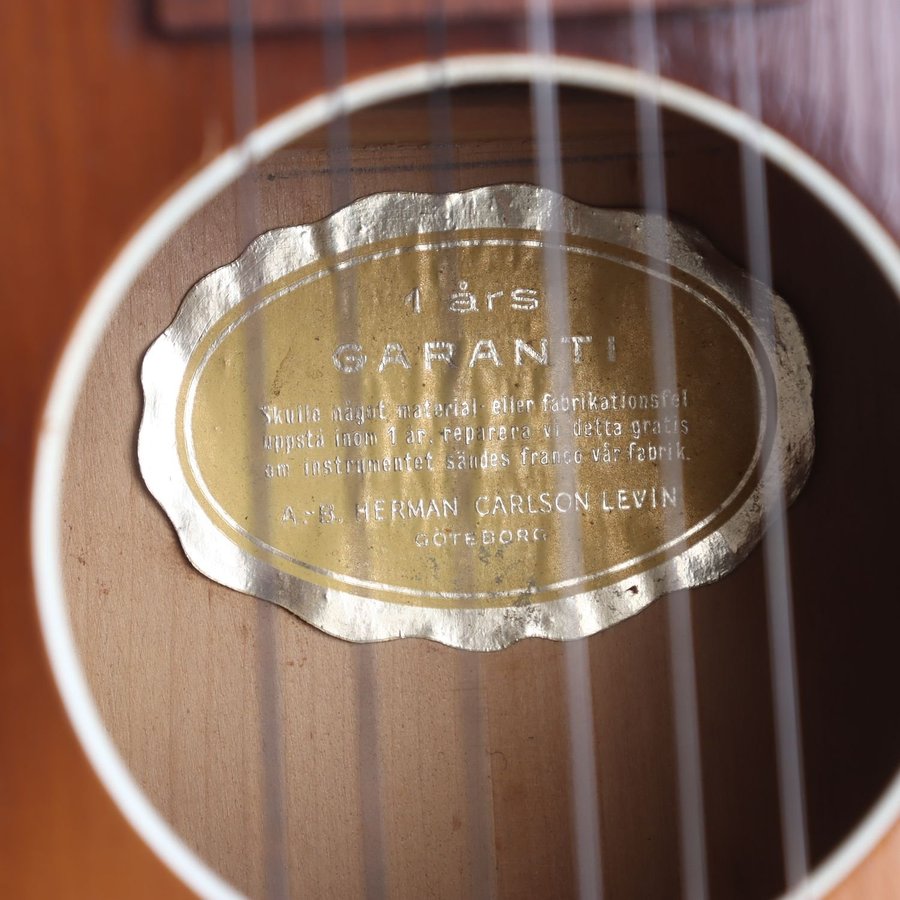 1 års
GARANTI
Skulle något material- eller fabrikationsfel
uppstå inom 1 år, reparera vi detta gratis
om instrumentet sändes franco vår fabrik.
A.-B. HERMAN CARLSON LEVIN
GÖTEBORG